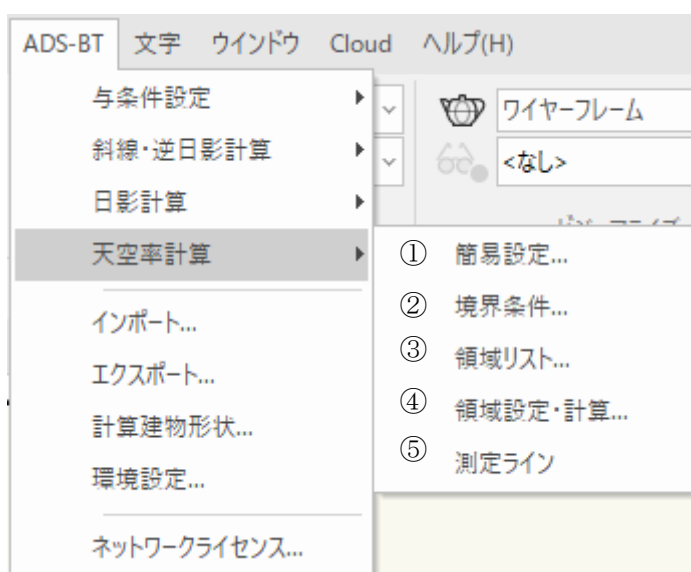 ADS-BT 文字 ウインドウ Cloud ヘルプ(H)
与条件設定
ワイヤーフレーム
斜線・逆日影計算
<なし>
日影計算
天空率計算
① 簡易設定...
② 境界条件...
インポート...
③ 領域リスト...
エクスポート...
④ 領域設定・計算...
計算建物形状...
⑤ 測定ライン
環境設定...
ネットワークライセンス...